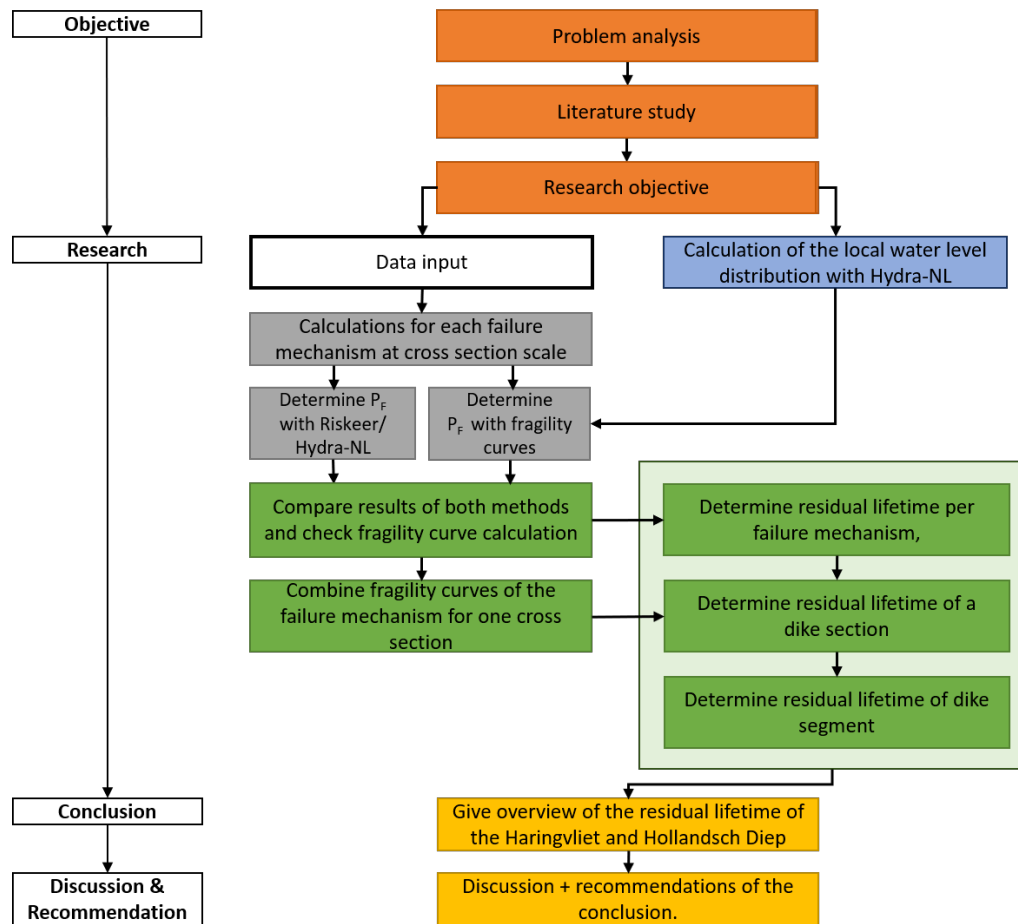 Objective
Problem analysis
Literature study
Research objective
Research
Data input
Calculation of the local water level
distribution with Hydra-NL
Calculations for each failure
mechanism at cross section scale
Determine P_F
with Riskeer/
Hydra-NL
Determine
P_F with fragility
curves
Compare results of both methods
and check fragility curve calculation
Determine residual lifetime per
failure mechanism,
Combine fragility curves of the
failure mechanism for one cross
section
Determine residual lifetime of a
dike section
Determine residual lifetime of dike
segment
Conclusion
Give overview of the residual lifetime of
the Haringvliet and Hollandsch Diep
Discussion &
Recommendation
Discussion + recommendations of the
conclusion.